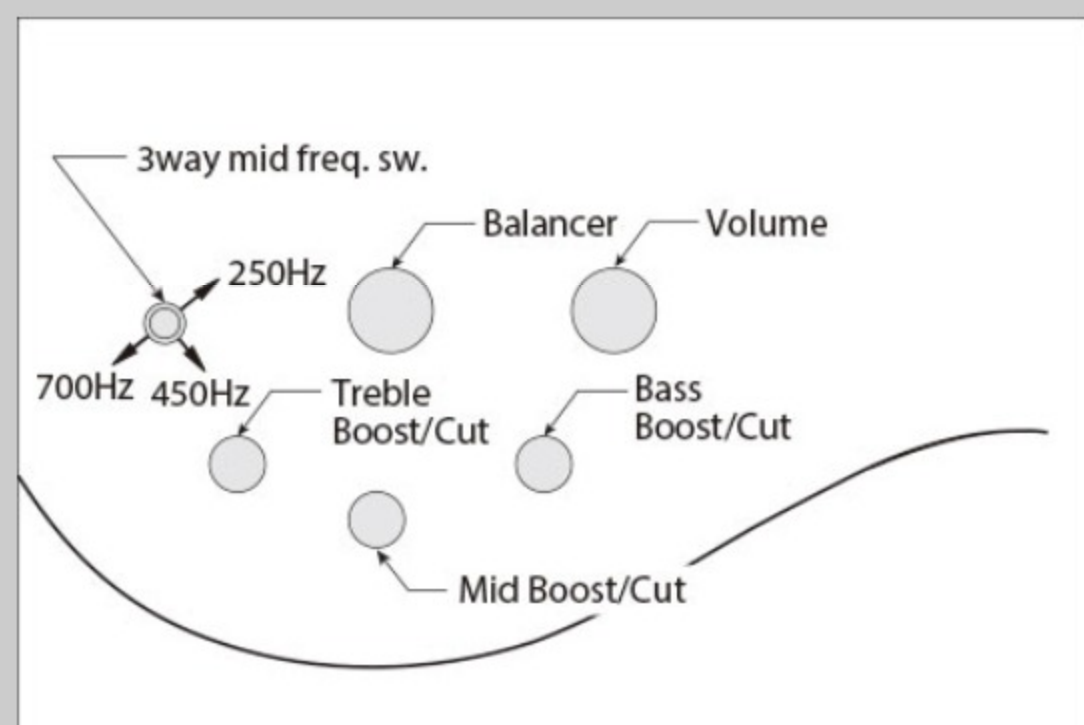 3way mid freq. sw.
Balancer
Volume
250Hz
700Hz
450Hz
Treble
Boost/Cut
Bass
Boost/Cut
Mid Boost/Cut